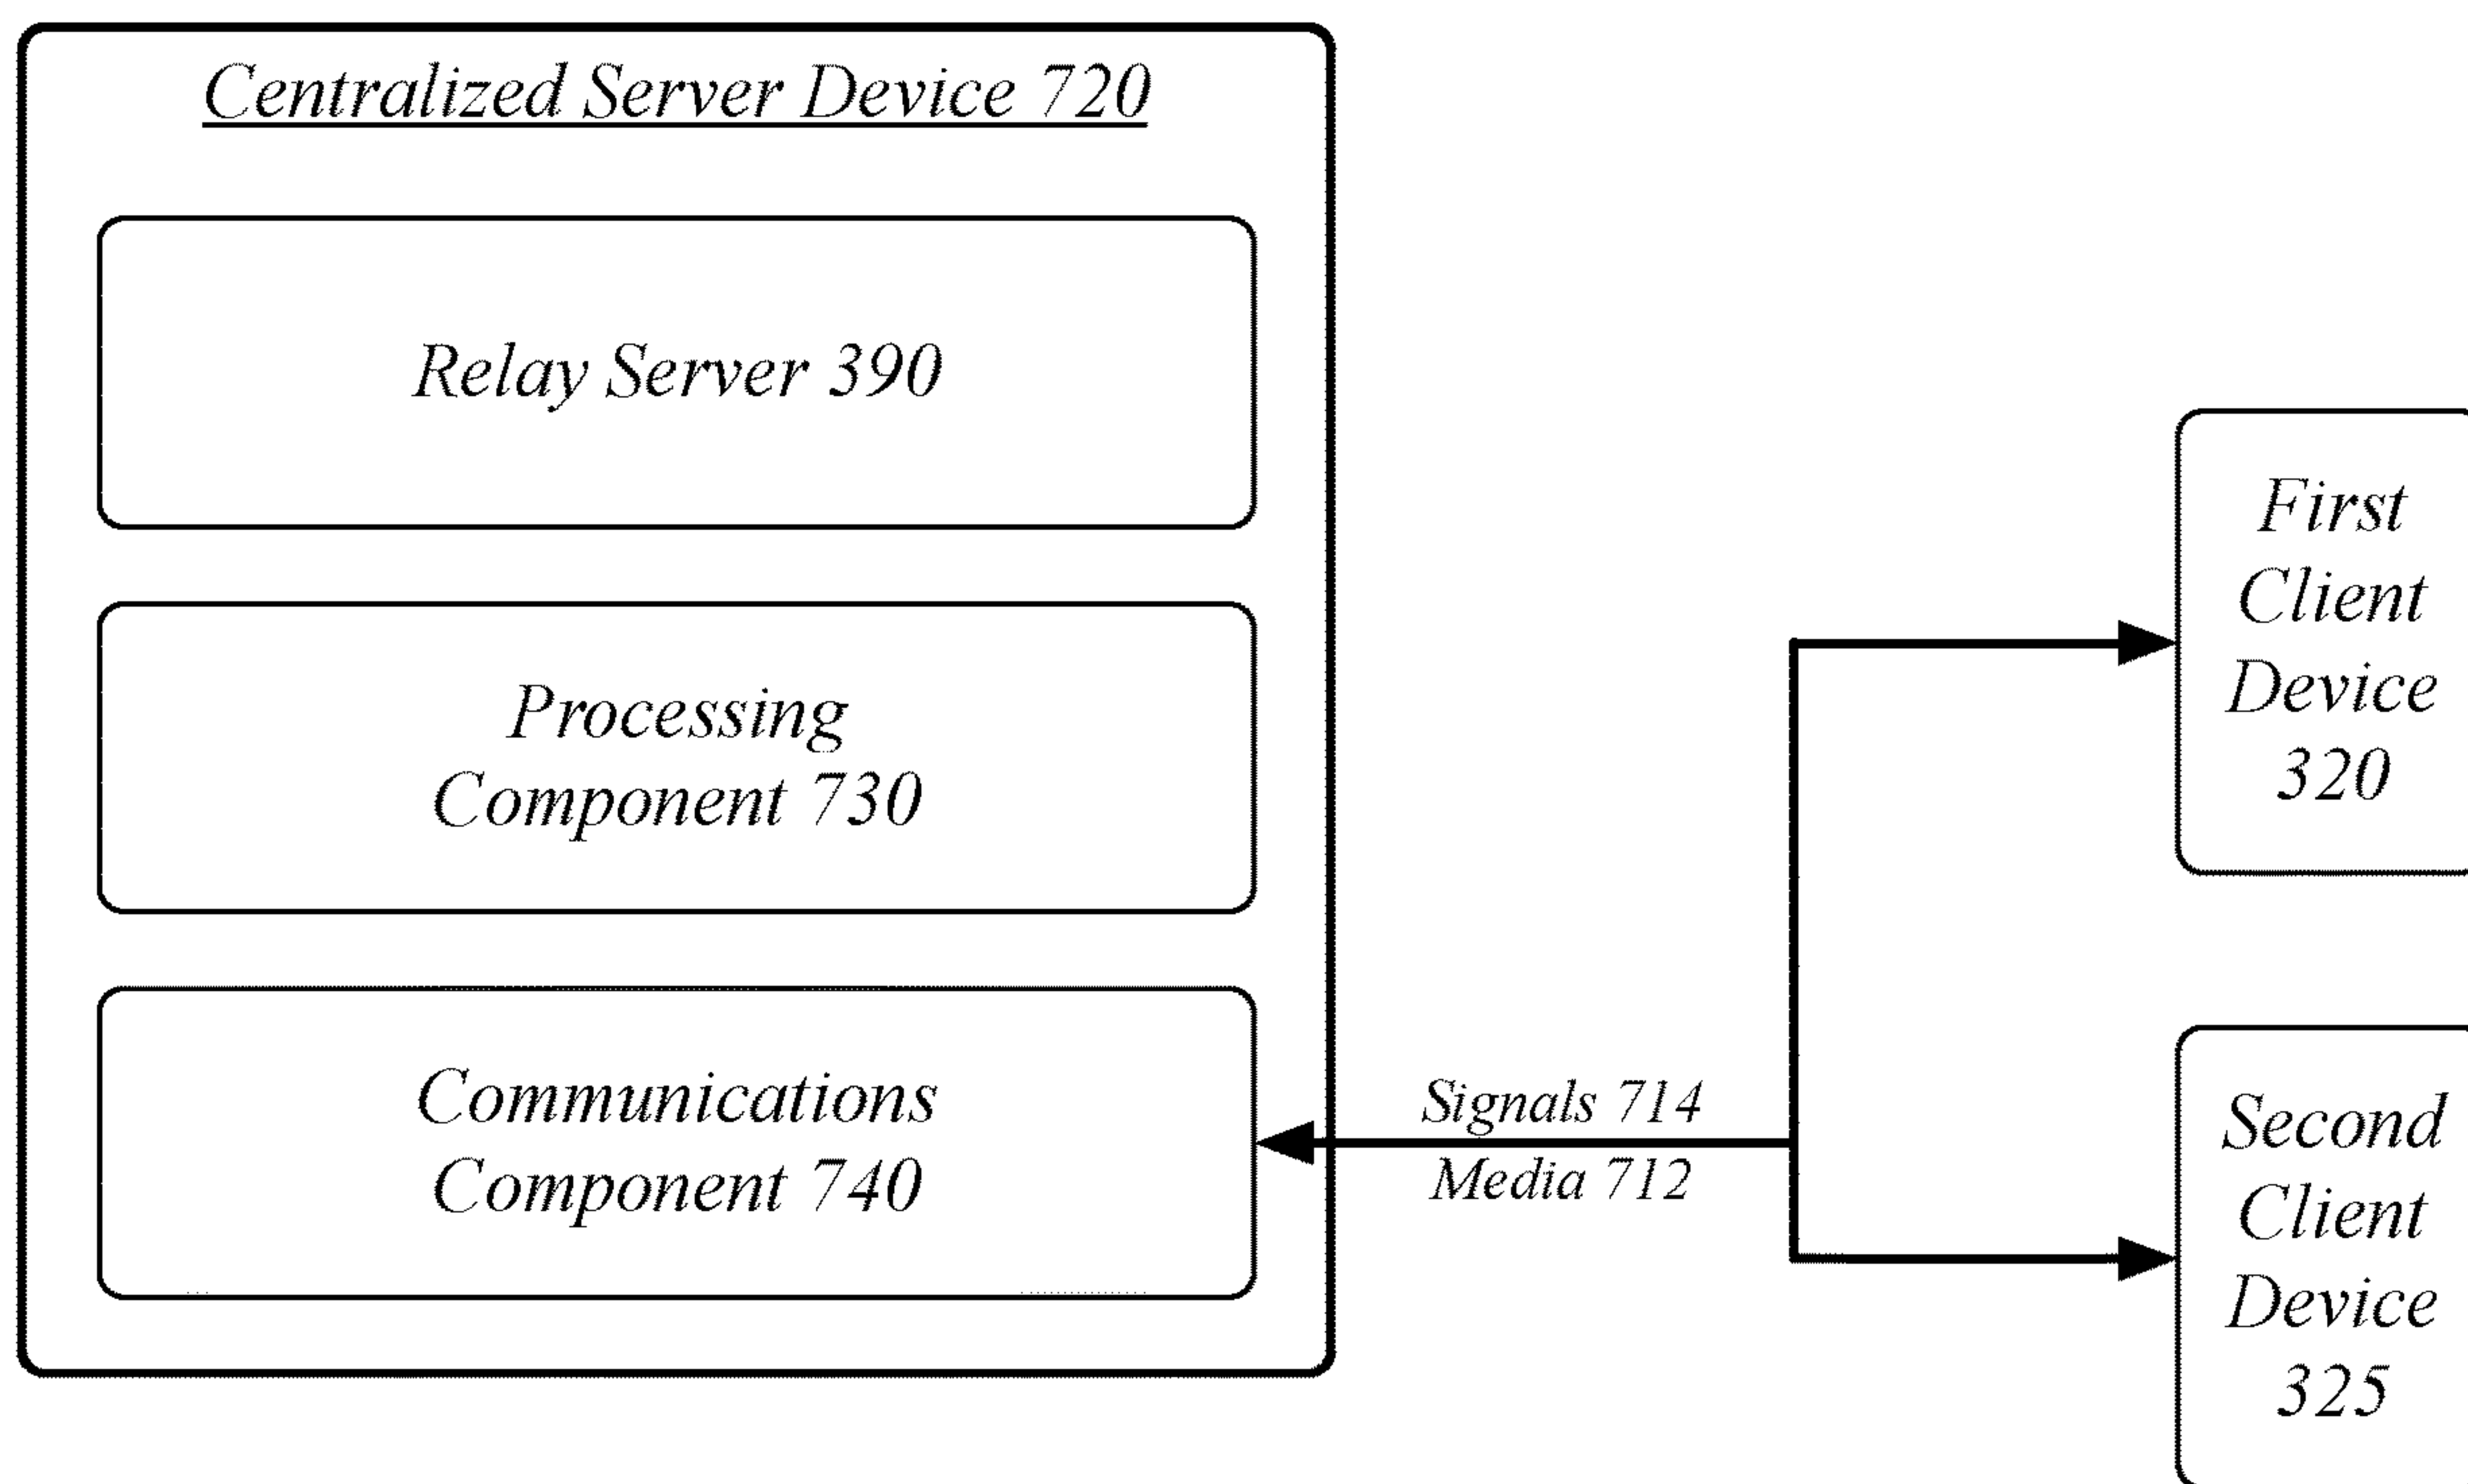 Centralized Server Device 720
Relay Server 390
Processing
Component 730
Communications
Component 740
Signals 714
Media 712
First
Client
Device
320
Second
Client
Device
325